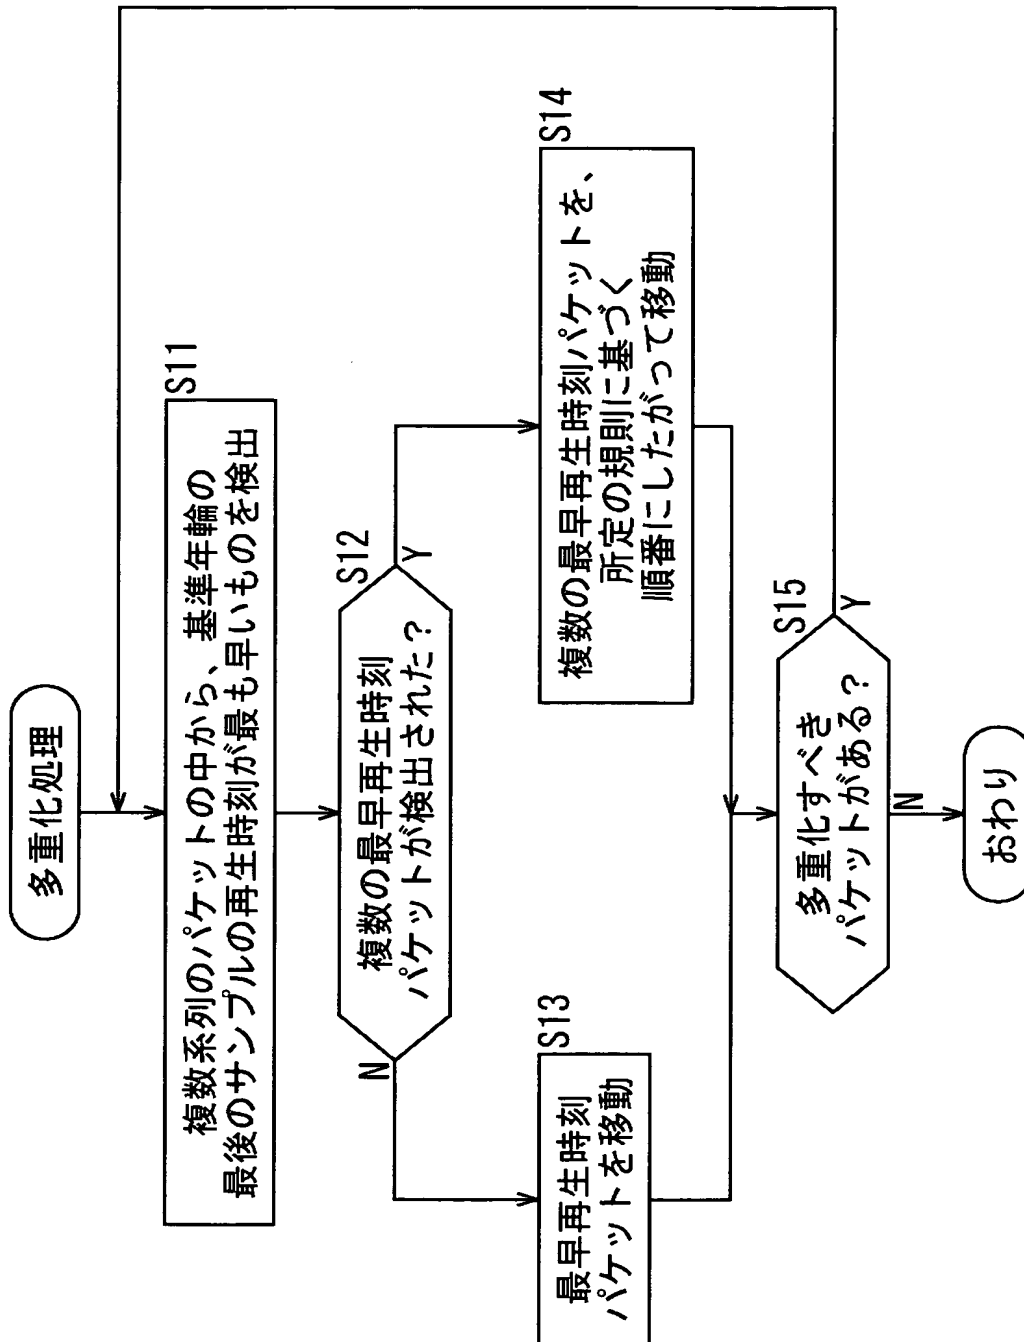 多重化処理
S11
複数系列のパケットの中から、基準年輪の
最後のサンプルの再生時刻が最も早いものを検出
S12
複数の最早再生時刻
パケットが検出された？
N
Y
S13
最早再生時刻
パケットを移動
S14
複数の最早再生時刻パケットを、
所定の規則に基づく
順番にしたがって移動
S15
多重化すべき
パケットがある？
Y
N
おわり